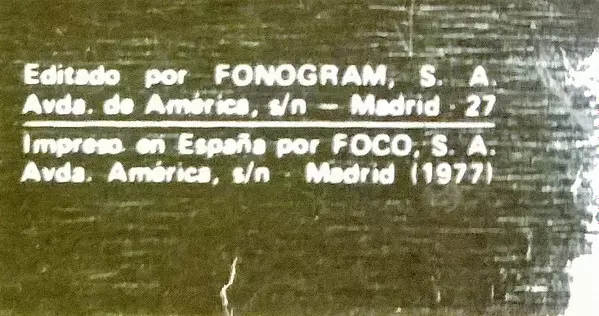 Editado por FONOGRAM, S. A.
Avda. de América, s/n – Madrid - 27
Impreso en España por FOCO, S. A.
Avda. América, s/n - Madrid (1977)